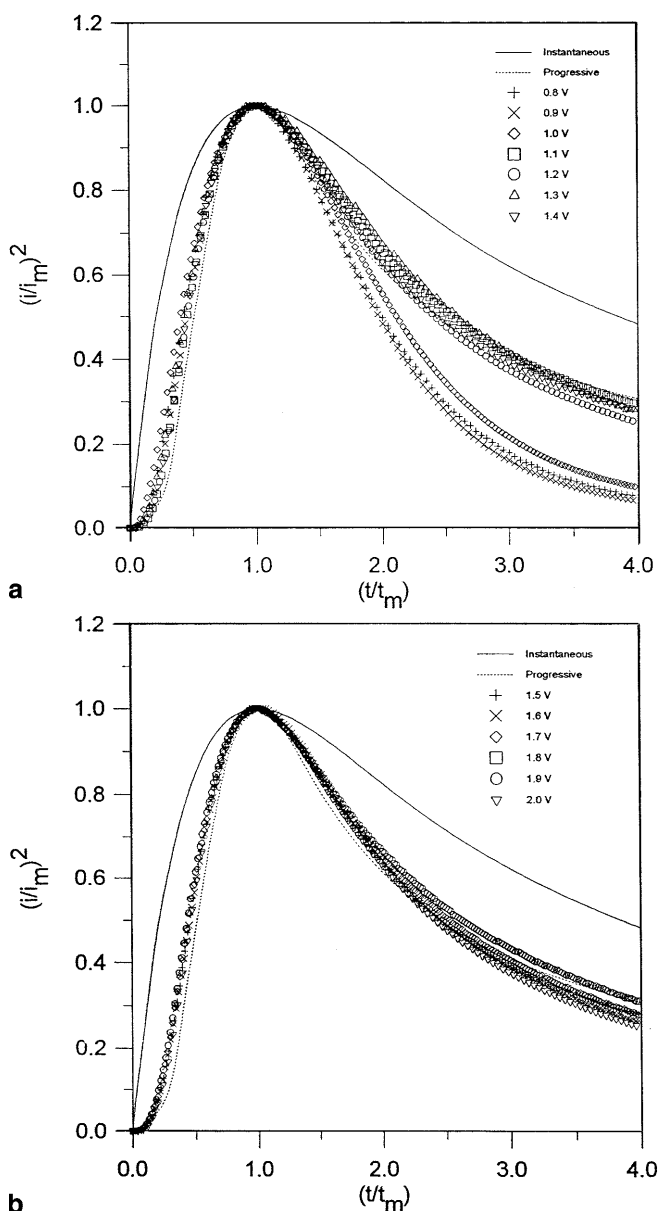 1.2
1.0
0.8
0.6
0.4
0.2
0.0
(i/i_m)²
Instantaneous
Progressive
0.8 V
0.9 V
1.0 V
1.1 V
1.2 V
1.3 V
1.4 V
0.0 1.0 2.0 3.0 4.0
(t/t_m)
a
1.2
1.0
0.8
0.6
0.4
0.2
0.0
(i/i_m)²
Instantaneous
Progressive
1.5 V
1.6 V
1.7 V
1.8 V
1.9 V
2.0 V
0.0 1.0 2.0 3.0 4.0
(t/t_m)
b